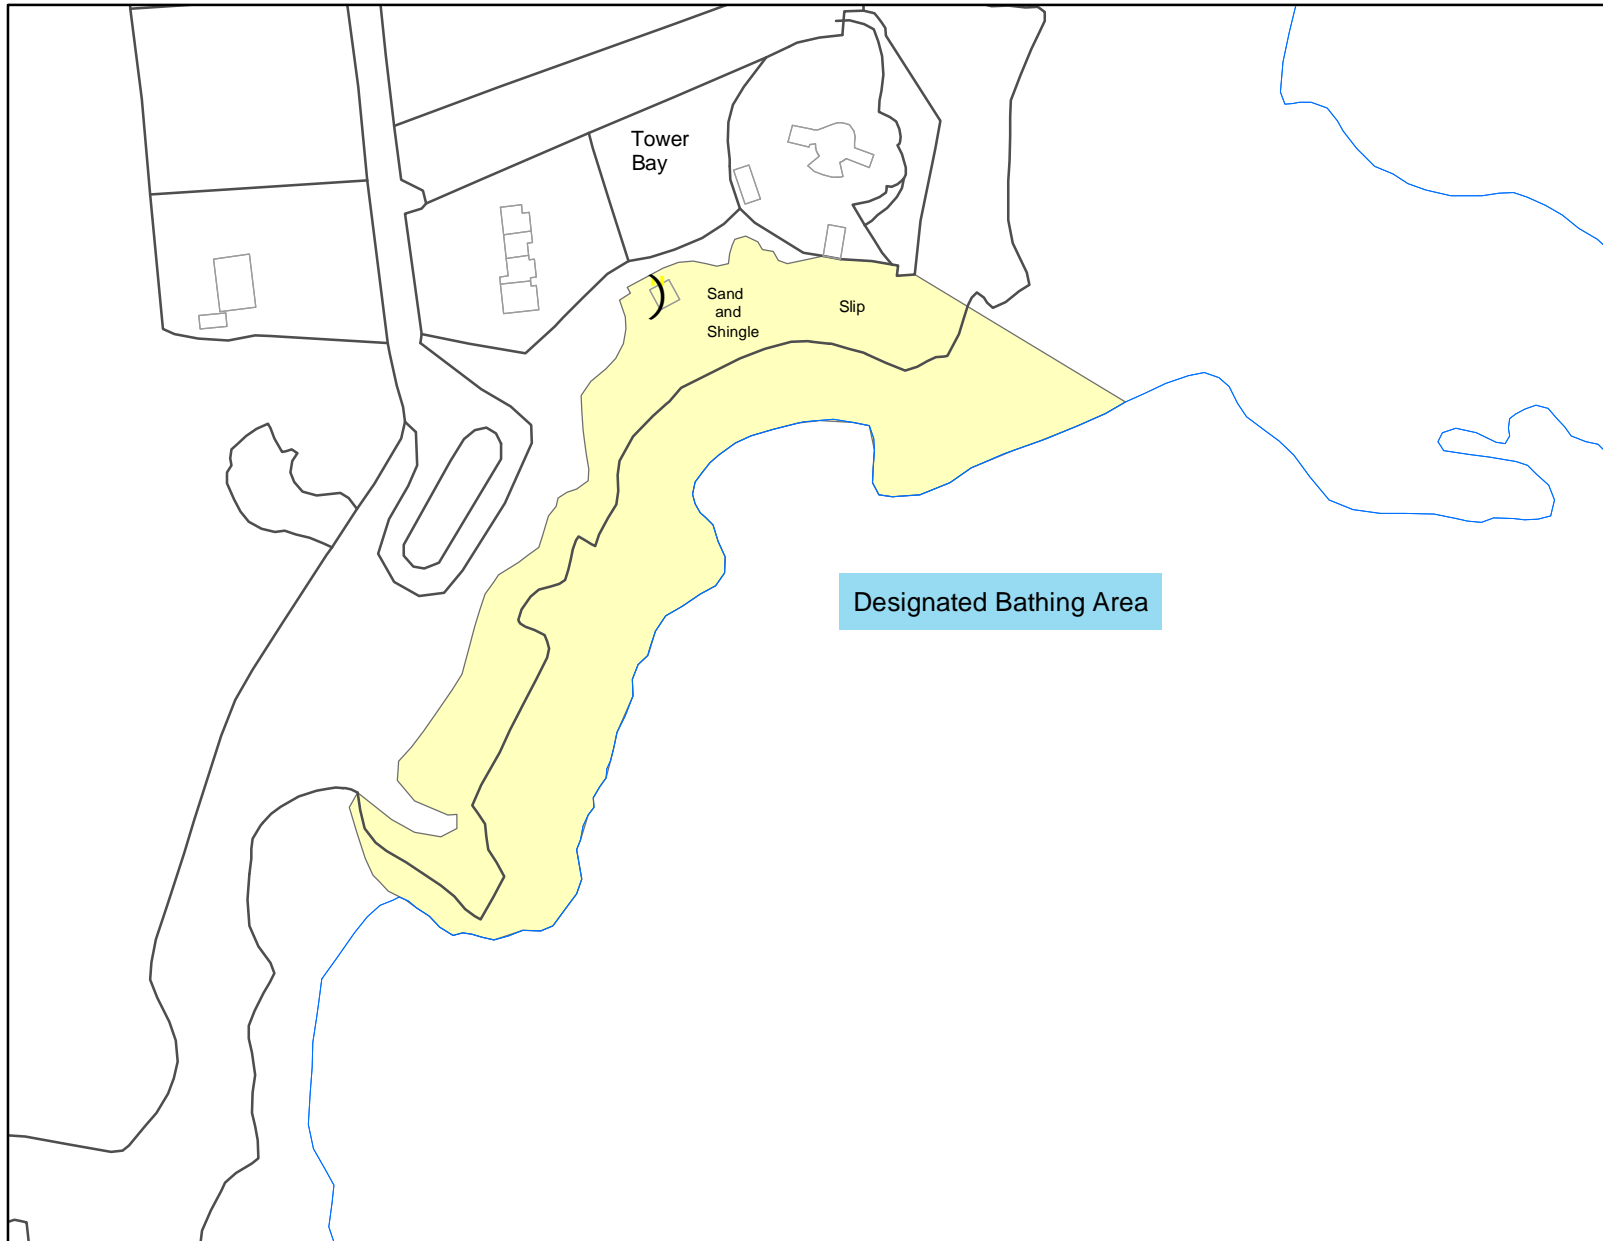 Tower
Bay
Sand
and
Shingle
Slip
Designated Bathing Area